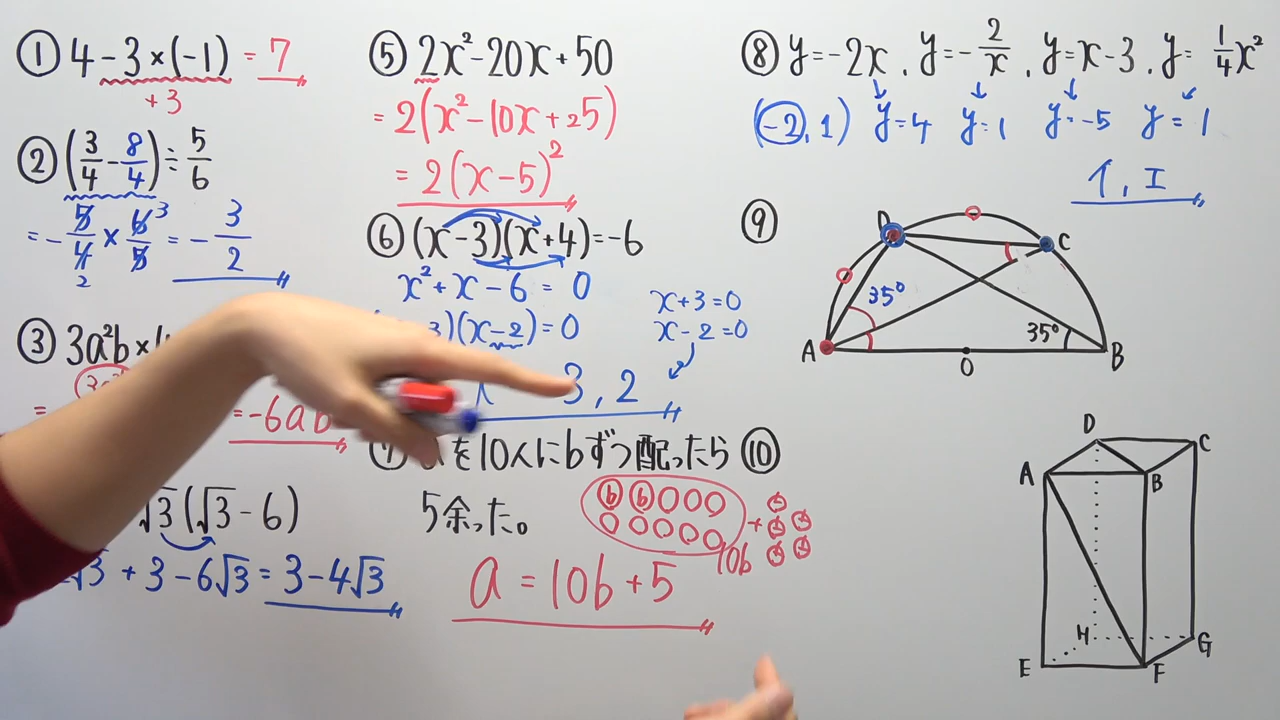 ① 4-3×(-1) = 7
+3
② (3/4-8/4)÷5/6
=-5/4×6/5=-3/2
3
2
③ 3a²b×
= =-6ab
√3(√3-6)
√3+3-6√3=3-4√3
⑤ 2x²-20x+50
=2(x²-10x+25)
=2(x-5)²
⑥ (x-3)(x+4)=-6
x²+x-6=0
3)(x-2)=0
x+3=0
x-2=0
3, 2
を10人にbずつ配ったら
5余った。
b b
10b
+
a=10b+5
⑧ y=-2x, y=-2/x, y=x-3, y=1/4x²
(-2, 1) y=4 y=1 y=-5 y=1
イ, エ
⑨
D
C
35°
35°
A
O
B
⑩
D
C
A
B
H
G
E
F